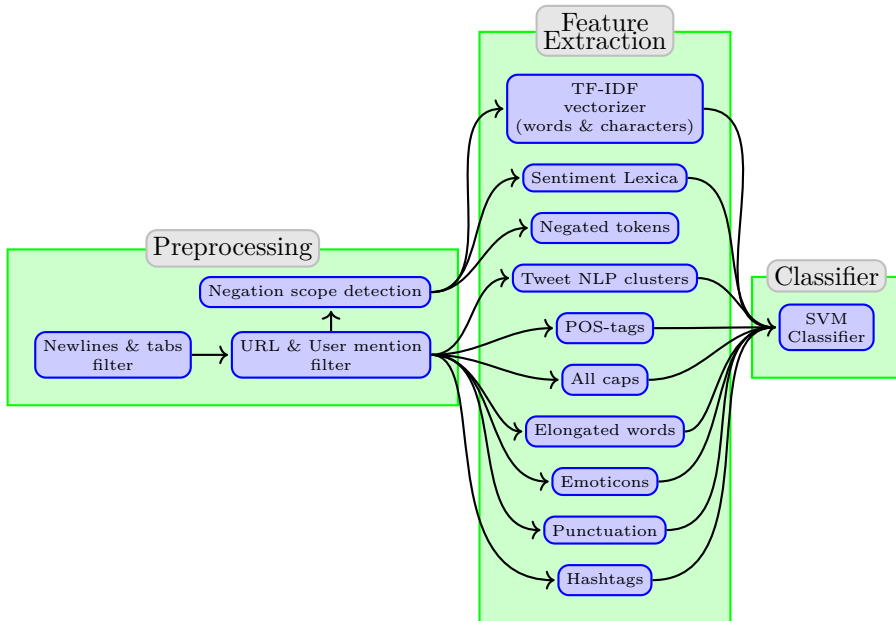 Preprocessing
Negation scope detection
Newlines & tabs
filter
URL & User mention
filter
Feature
Extraction
TF-IDF
vectorizer
(words & characters)
Sentiment Lexica
Negated tokens
Tweet NLP clusters
POS-tags
All caps
Elongated words
Emoticons
Punctuation
Hashtags
Classifier
SVM
Classifier